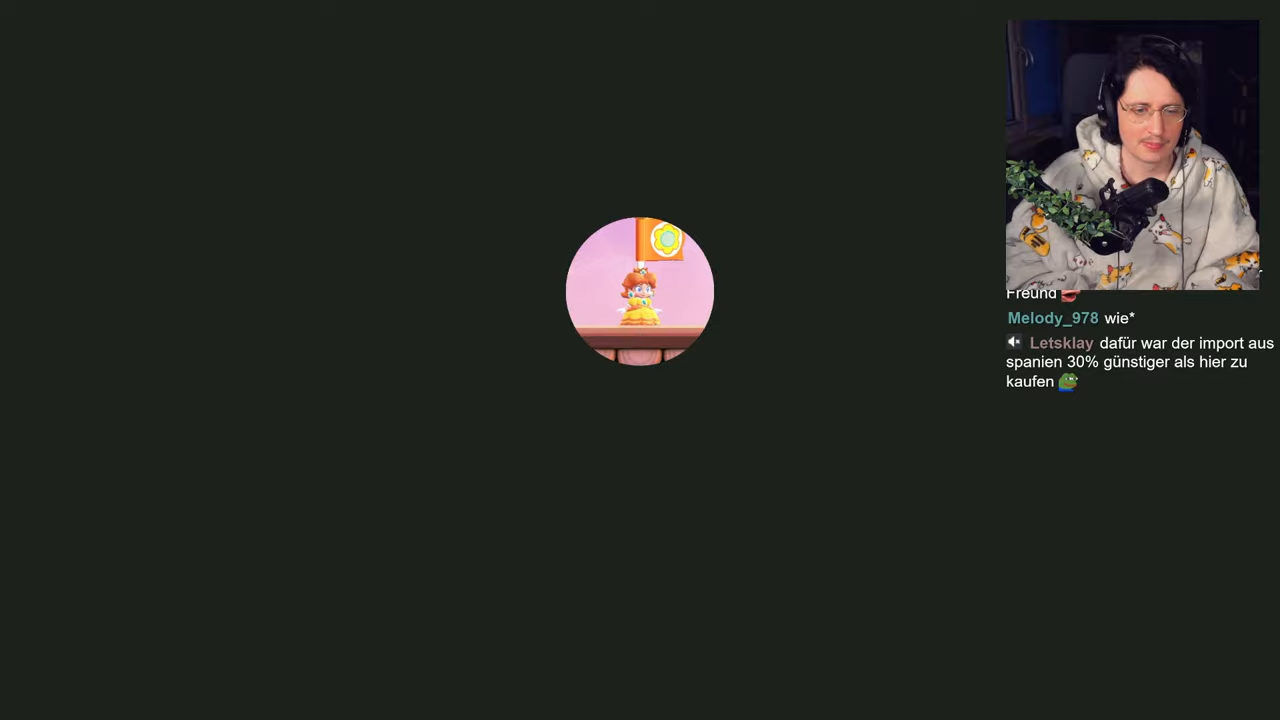 Freund
Melody_978 wie*
Letsklay dafür war der import aus
spanien 30% günstiger als hier zu
kaufen